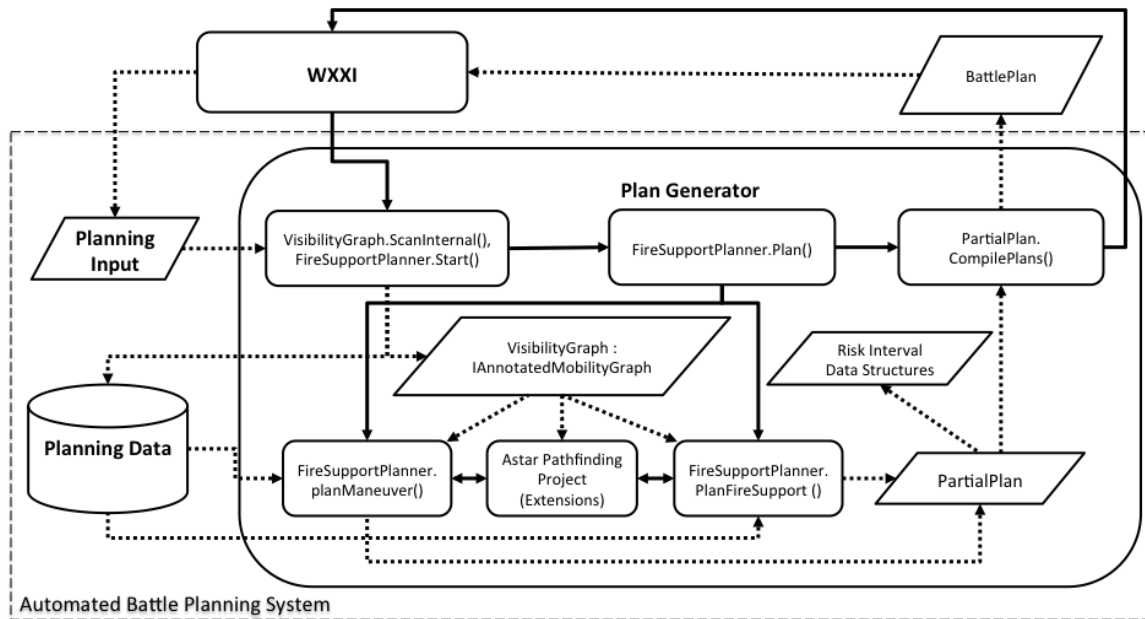 WXXI
BattlePlan
Plan Generator
Planning
Input
VisibilityGraph.ScanInternal(),
FireSupportPlanner.Start()
FireSupportPlanner.Plan()
PartialPlan.
CompilePlans()
VisibilityGraph :
IAnnotatedMobilityGraph
Risk Interval
Data Structures
Planning Data
FireSupportPlanner.
planManeuver()
Astar Pathfinding
Project
(Extensions)
FireSupportPlanner.
PlanFireSupport ()
PartialPlan
Automated Battle Planning System